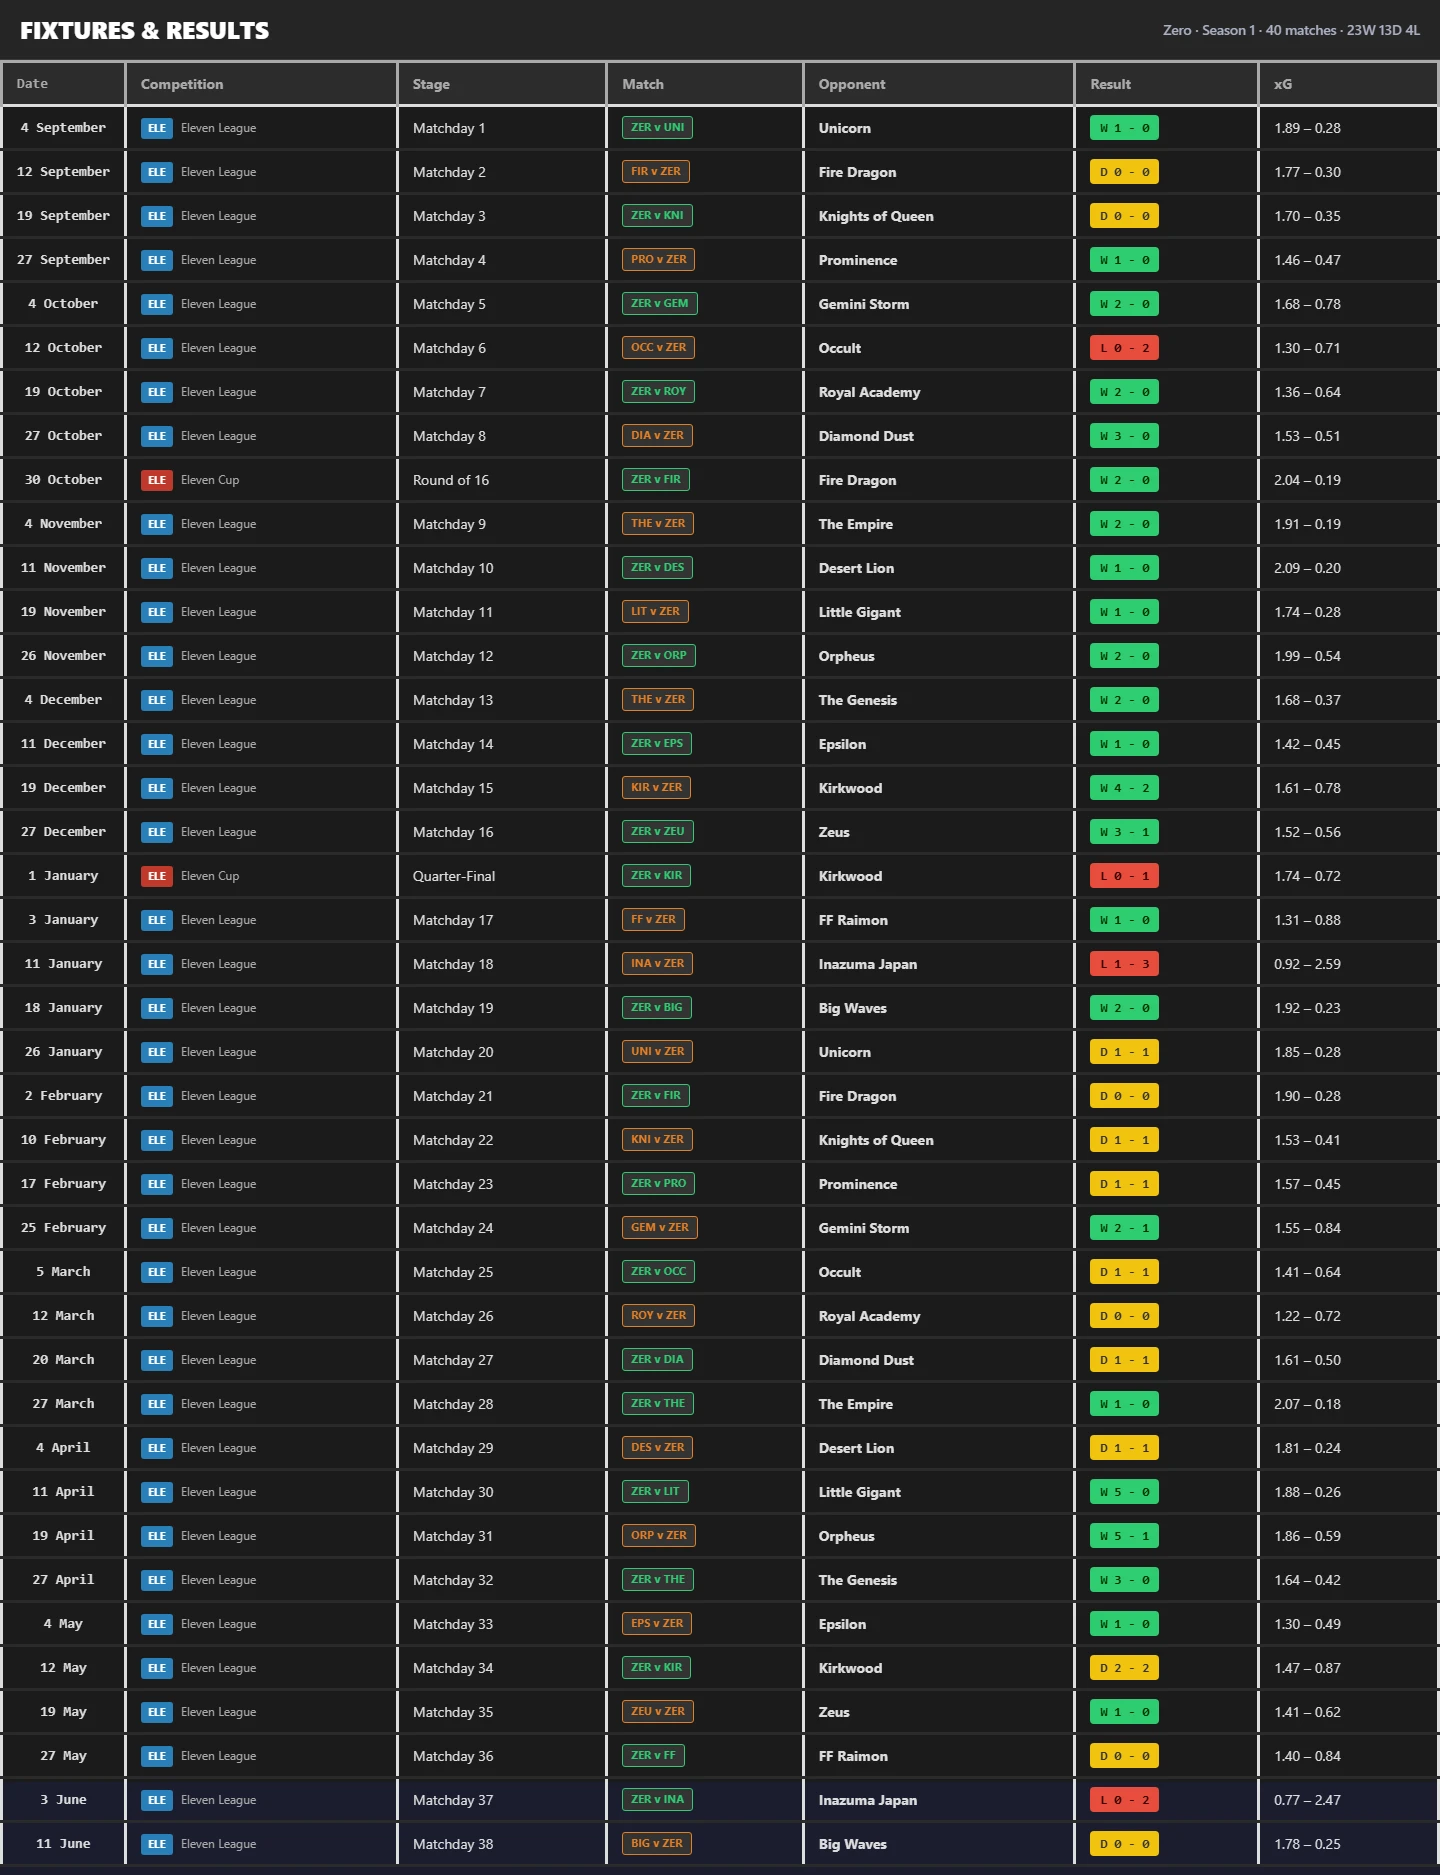 FIXTURES & RESULTS
Zero · Season 1 · 40 matches · 23W 13D 4L
Date Competition Stage Match Opponent Result xG
4 September ELE Eleven League Matchday 1 ZER v UNI Unicorn W 1 - 0 1.89 – 0.28
12 September ELE Eleven League Matchday 2 FIR v ZER Fire Dragon D 0 - 0 1.77 – 0.30
19 September ELE Eleven League Matchday 3 ZER v KNI Knights of Queen D 0 - 0 1.70 – 0.35
27 September ELE Eleven League Matchday 4 PRO v ZER Prominence W 1 - 0 1.46 – 0.47
4 October ELE Eleven League Matchday 5 ZER v GEM Gemini Storm W 2 - 0 1.68 – 0.78
12 October ELE Eleven League Matchday 6 OCC v ZER Occult L 0 - 2 1.30 – 0.71
19 October ELE Eleven League Matchday 7 ZER v ROY Royal Academy W 2 - 0 1.36 – 0.64
27 October ELE Eleven League Matchday 8 DIA v ZER Diamond Dust W 3 - 0 1.53 – 0.51
30 October ELE Eleven Cup Round of 16 ZER v FIR Fire Dragon W 2 - 0 2.04 – 0.19
4 November ELE Eleven League Matchday 9 THE v ZER The Empire W 2 - 0 1.91 – 0.19
11 November ELE Eleven League Matchday 10 ZER v DES Desert Lion W 1 - 0 2.09 – 0.20
19 November ELE Eleven League Matchday 11 LIT v ZER Little Gigant W 1 - 0 1.74 – 0.28
26 November ELE Eleven League Matchday 12 ZER v ORP Orpheus W 2 - 0 1.99 – 0.54
4 December ELE Eleven League Matchday 13 THE v ZER The Genesis W 2 - 0 1.68 – 0.37
11 December ELE Eleven League Matchday 14 ZER v EPS Epsilon W 1 - 0 1.42 – 0.45
19 December ELE Eleven League Matchday 15 KIR v ZER Kirkwood W 4 - 2 1.61 – 0.78
27 December ELE Eleven League Matchday 16 ZER v ZEU Zeus W 3 - 1 1.52 – 0.56
1 January ELE Eleven Cup Quarter-Final ZER v KIR Kirkwood L 0 - 1 1.74 – 0.72
3 January ELE Eleven League Matchday 17 FF v ZER FF Raimon W 1 - 0 1.31 – 0.88
11 January ELE Eleven League Matchday 18 INA v ZER Inazuma Japan L 1 - 3 0.92 – 2.59
18 January ELE Eleven League Matchday 19 ZER v BIG Big Waves W 2 - 0 1.92 – 0.23
26 January ELE Eleven League Matchday 20 UNI v ZER Unicorn D 1 - 1 1.85 – 0.28
2 February ELE Eleven League Matchday 21 ZER v FIR Fire Dragon D 0 - 0 1.90 – 0.28
10 February ELE Eleven League Matchday 22 KNI v ZER Knights of Queen D 1 - 1 1.53 – 0.41
17 February ELE Eleven League Matchday 23 ZER v PRO Prominence D 1 - 1 1.57 – 0.45
25 February ELE Eleven League Matchday 24 GEM v ZER Gemini Storm W 2 - 1 1.55 – 0.84
5 March ELE Eleven League Matchday 25 ZER v OCC Occult D 1 - 1 1.41 – 0.64
12 March ELE Eleven League Matchday 26 ROY v ZER Royal Academy D 0 - 0 1.22 – 0.72
20 March ELE Eleven League Matchday 27 ZER v DIA Diamond Dust D 1 - 1 1.61 – 0.50
27 March ELE Eleven League Matchday 28 ZER v THE The Empire W 1 - 0 2.07 – 0.18
4 April ELE Eleven League Matchday 29 DES v ZER Desert Lion D 1 - 1 1.81 – 0.24
11 April ELE Eleven League Matchday 30 ZER v LIT Little Gigant W 5 - 0 1.88 – 0.26
19 April ELE Eleven League Matchday 31 ORP v ZER Orpheus W 5 - 1 1.86 – 0.59
27 April ELE Eleven League Matchday 32 ZER v THE The Genesis W 3 - 0 1.64 – 0.42
4 May ELE Eleven League Matchday 33 EPS v ZER Epsilon W 1 - 0 1.30 – 0.49
12 May ELE Eleven League Matchday 34 ZER v KIR Kirkwood D 2 - 2 1.47 – 0.87
19 May ELE Eleven League Matchday 35 ZEU v ZER Zeus W 1 - 0 1.41 – 0.62
27 May ELE Eleven League Matchday 36 ZER v FF FF Raimon D 0 - 0 1.40 – 0.84
3 June ELE Eleven League Matchday 37 ZER v INA Inazuma Japan L 0 - 2 0.77 – 2.47
11 June ELE Eleven League Matchday 38 BIG v ZER Big Waves D 0 - 0 1.78 – 0.25